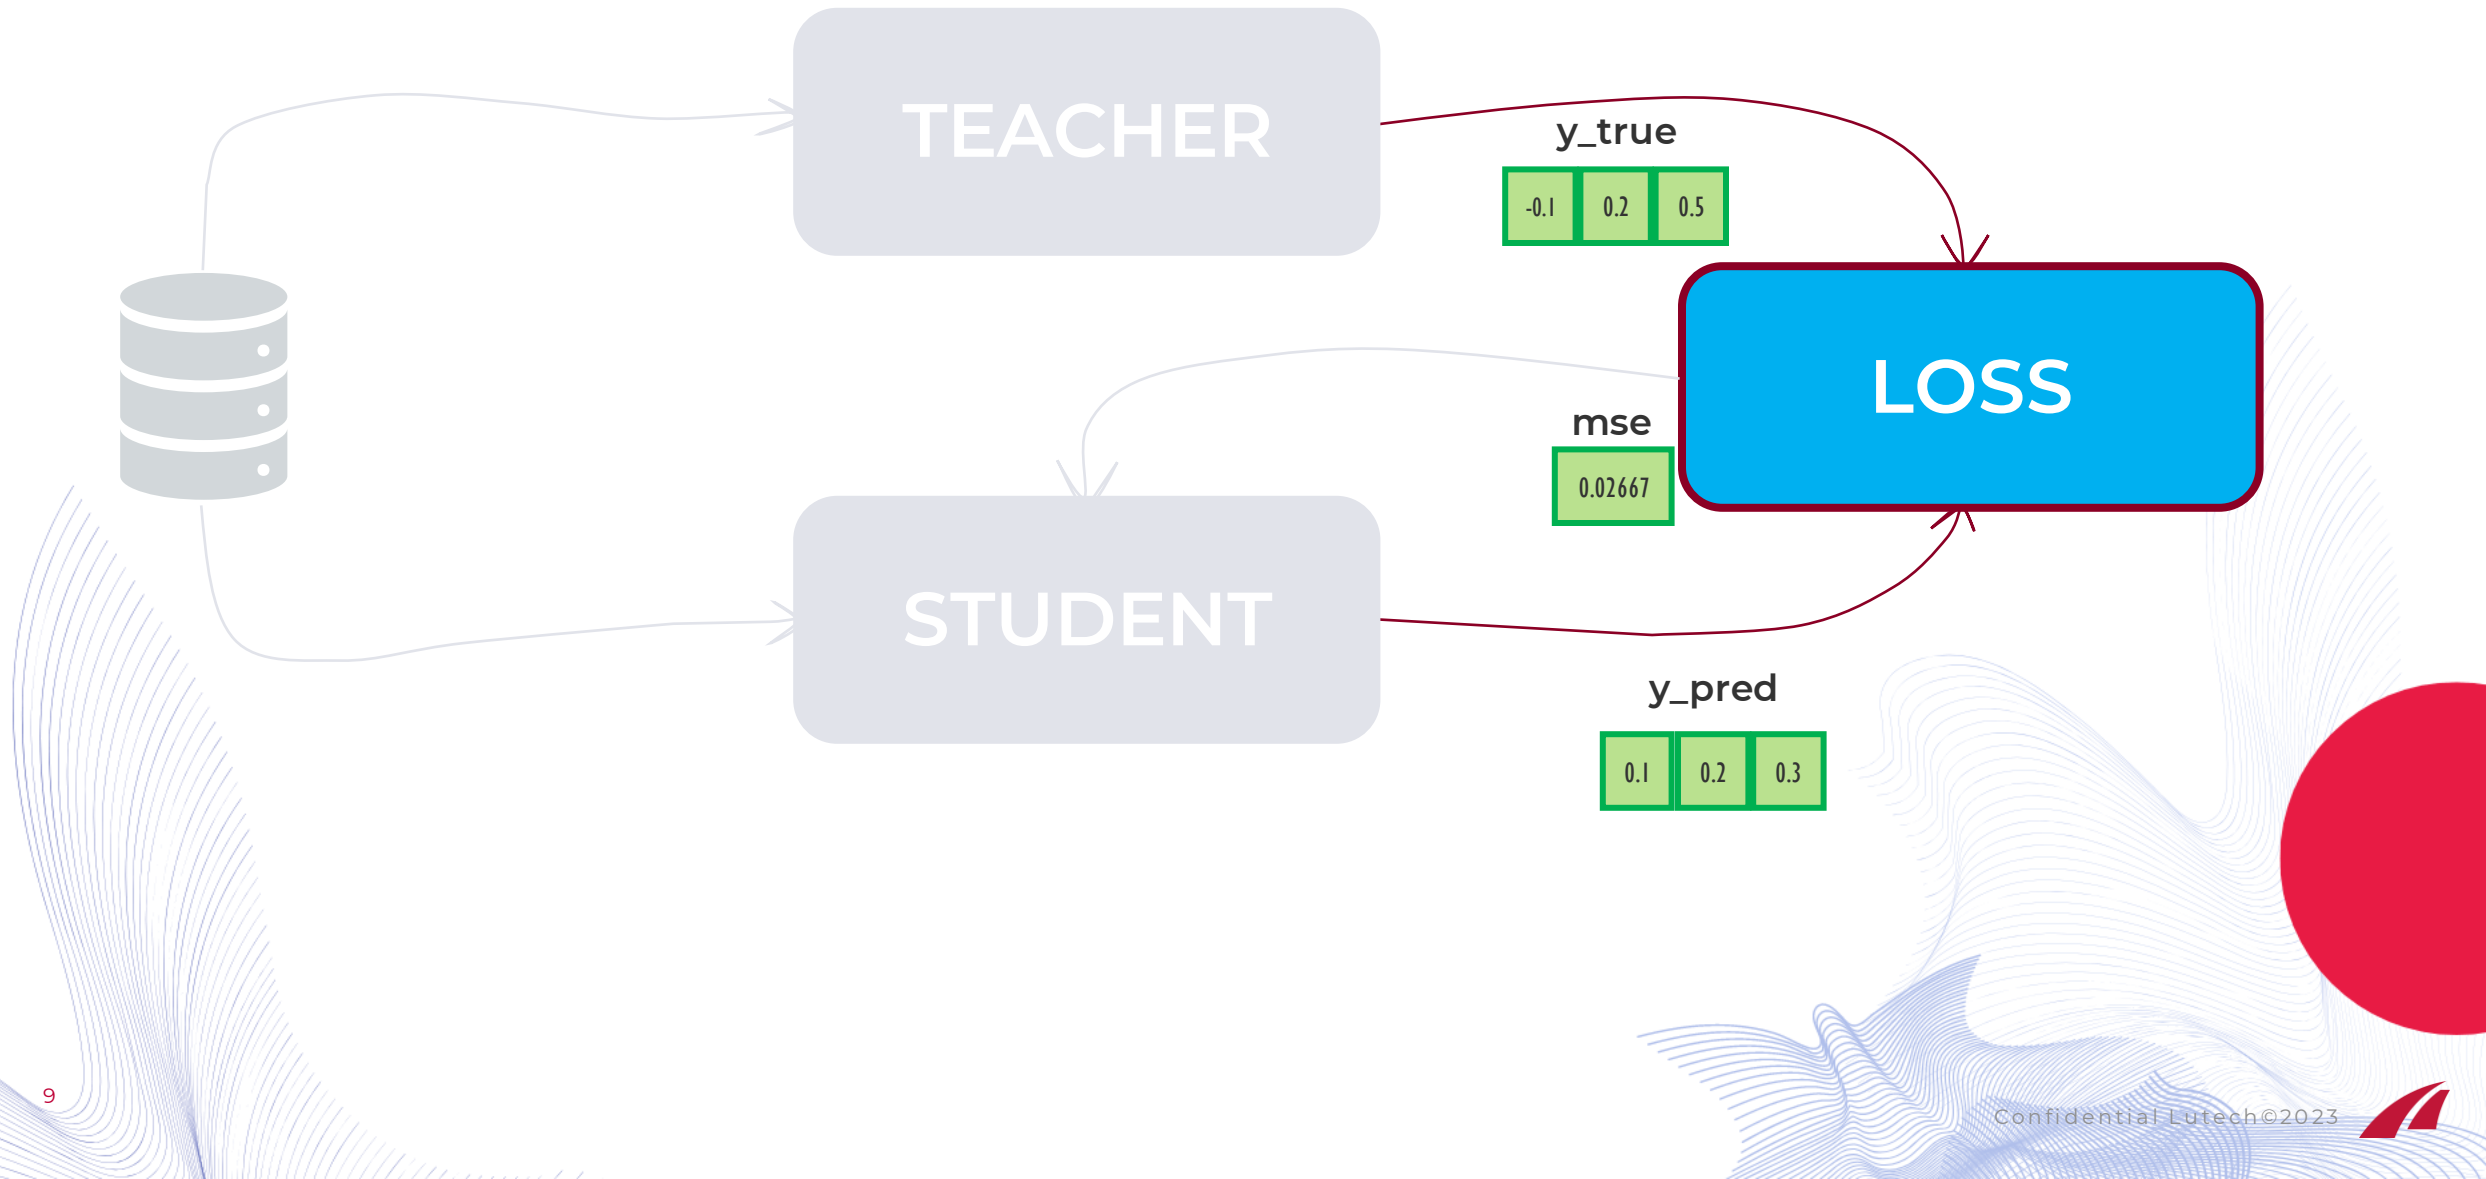 TEACHER
y_true
-0.1 0.2 0.5
LOSS
mse
0.02667
STUDENT
y_pred
0.1 0.2 0.3
9
Confidential Lutech©2023